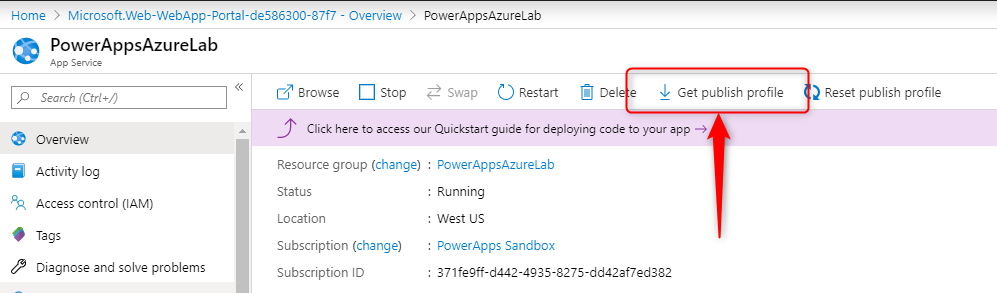 Home > Microsoft.Web-WebApp-Portal-de586300-87f7 - Overview > PowerAppsAzureLab
PowerAppsAzureLab
App Service
Search (Ctrl+/)
«
Overview
Activity log
Access control (IAM)
Tags
Diagnose and solve problems
Browse Stop Swap Restart Delete Get publish profile Reset publish profile
Click here to access our Quickstart guide for deploying code to your app →
Resource group (change) : PowerAppsAzureLab
Status : Running
Location : West US
Subscription (change) : PowerApps Sandbox
Subscription ID : 371fe9ff-d442-4935-8275-dd42af7ed382